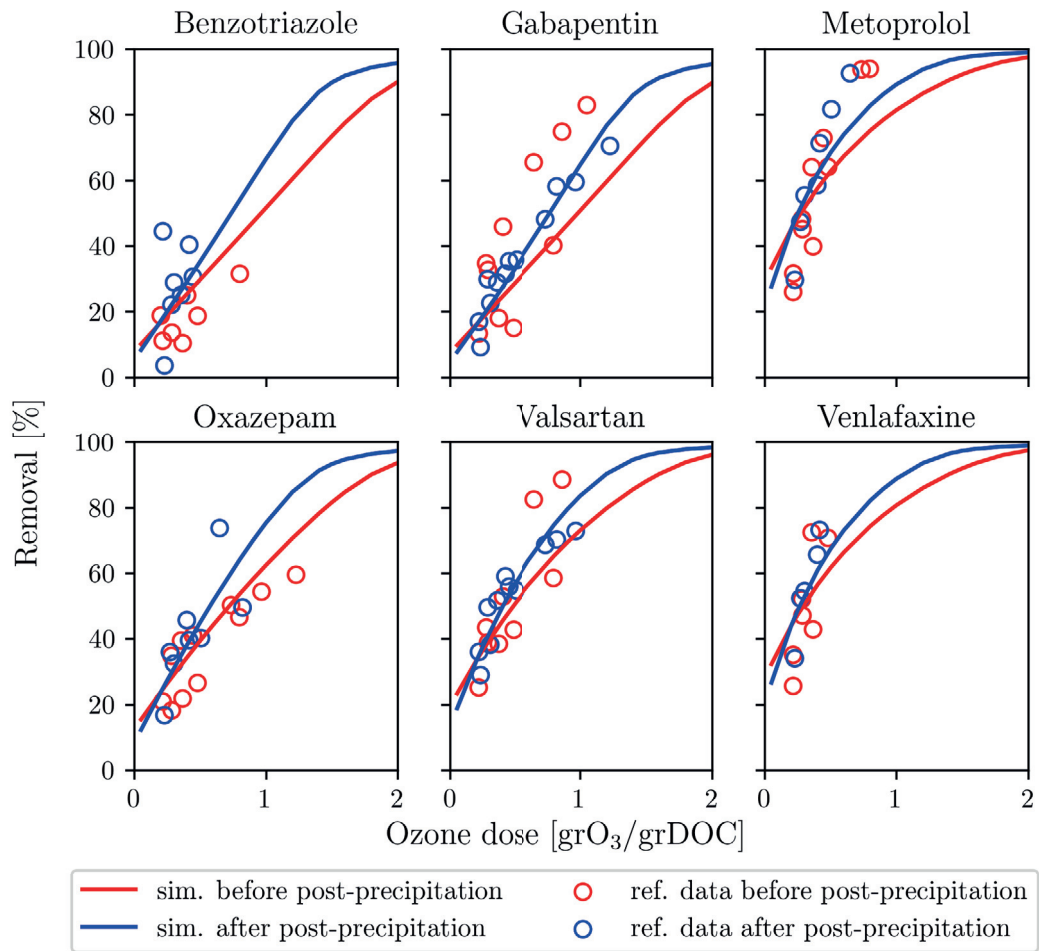 Benzotriazole Gabapentin Metoprolol
100
80
60
40
20
0
Oxazepam Valsartan Venlafaxine
100
80
60
40
20
0
0 1 2 0 1 2 0 1 2
Removal [%]
Ozone dose [grO₃/grDOC]
sim. before post-precipitation ref. data before post-precipitation
sim. after post-precipitation ref. data after post-precipitation